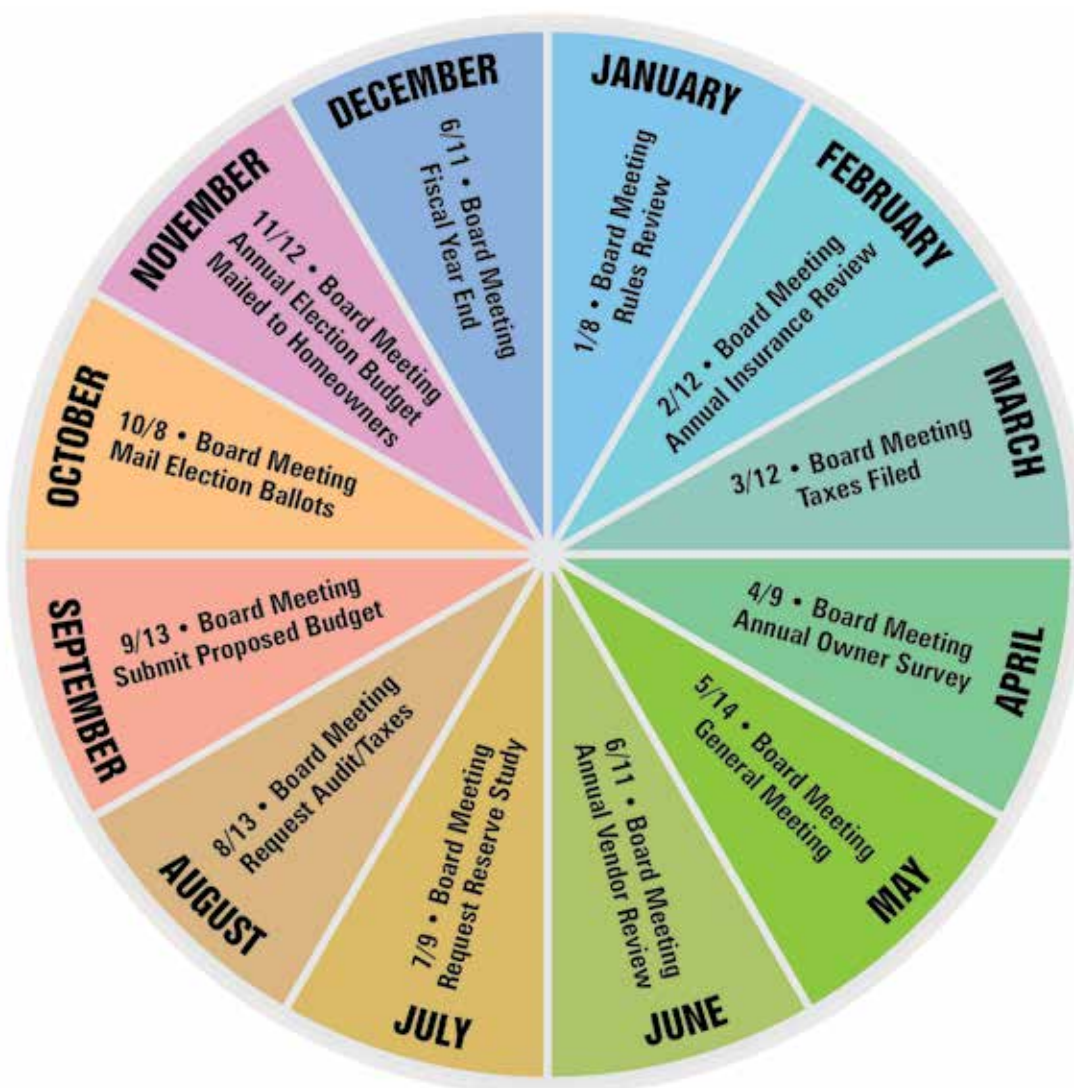 JANUARY
1/8 • Board Meeting
Rules Review
FEBRUARY
2/12 • Board Meeting
Annual Insurance Review
MARCH
3/12 • Board Meeting
Taxes Filed
APRIL
4/9 • Board Meeting
Annual Owner Survey
MAY
5/14 • Board Meeting
General Meeting
JUNE
6/11 • Board Meeting
Annual Vendor Review
JULY
7/9 • Board Meeting
Request Reserve Study
AUGUST
8/13 • Board Meeting
Request Audit/Taxes
SEPTEMBER
9/13 • Board Meeting
Submit Proposed Budget
OCTOBER
10/8 • Board Meeting
Mail Election Ballots
NOVEMBER
11/12 • Board Meeting
Annual Election Budget
Mailed to Homeowners
DECEMBER
6/11 • Board Meeting
Fiscal Year End